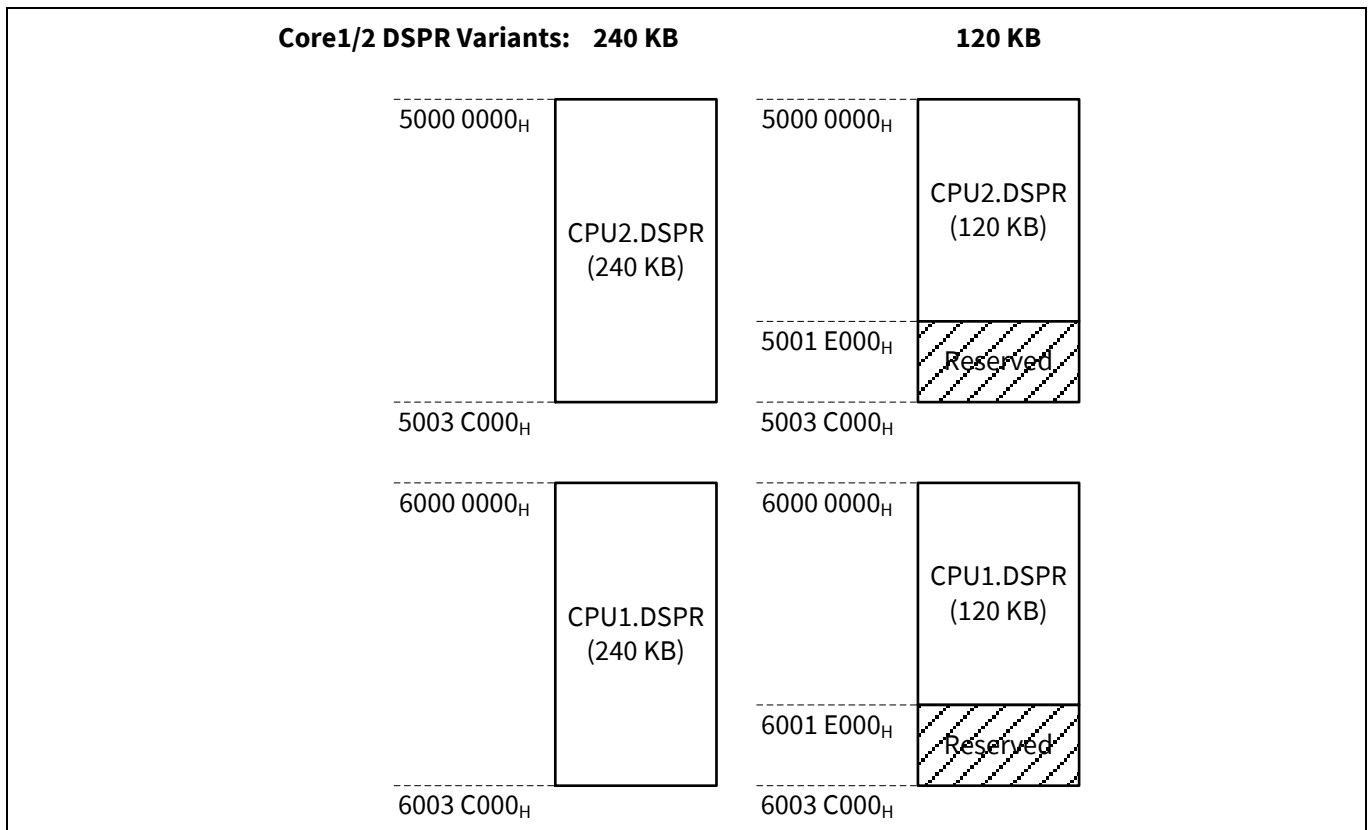 Core1/2 DSPR Variants: 240 KB 120 KB
5000 0000H 5000 0000H
CPU2.DSPR
(240 KB)
CPU2.DSPR
(120 KB)
5001 E000H
Reserved
5003 C000H 5003 C000H
6000 0000H 6000 0000H
CPU1.DSPR
(240 KB)
CPU1.DSPR
(120 KB)
6001 E000H
Reserved
6003 C000H 6003 C000H